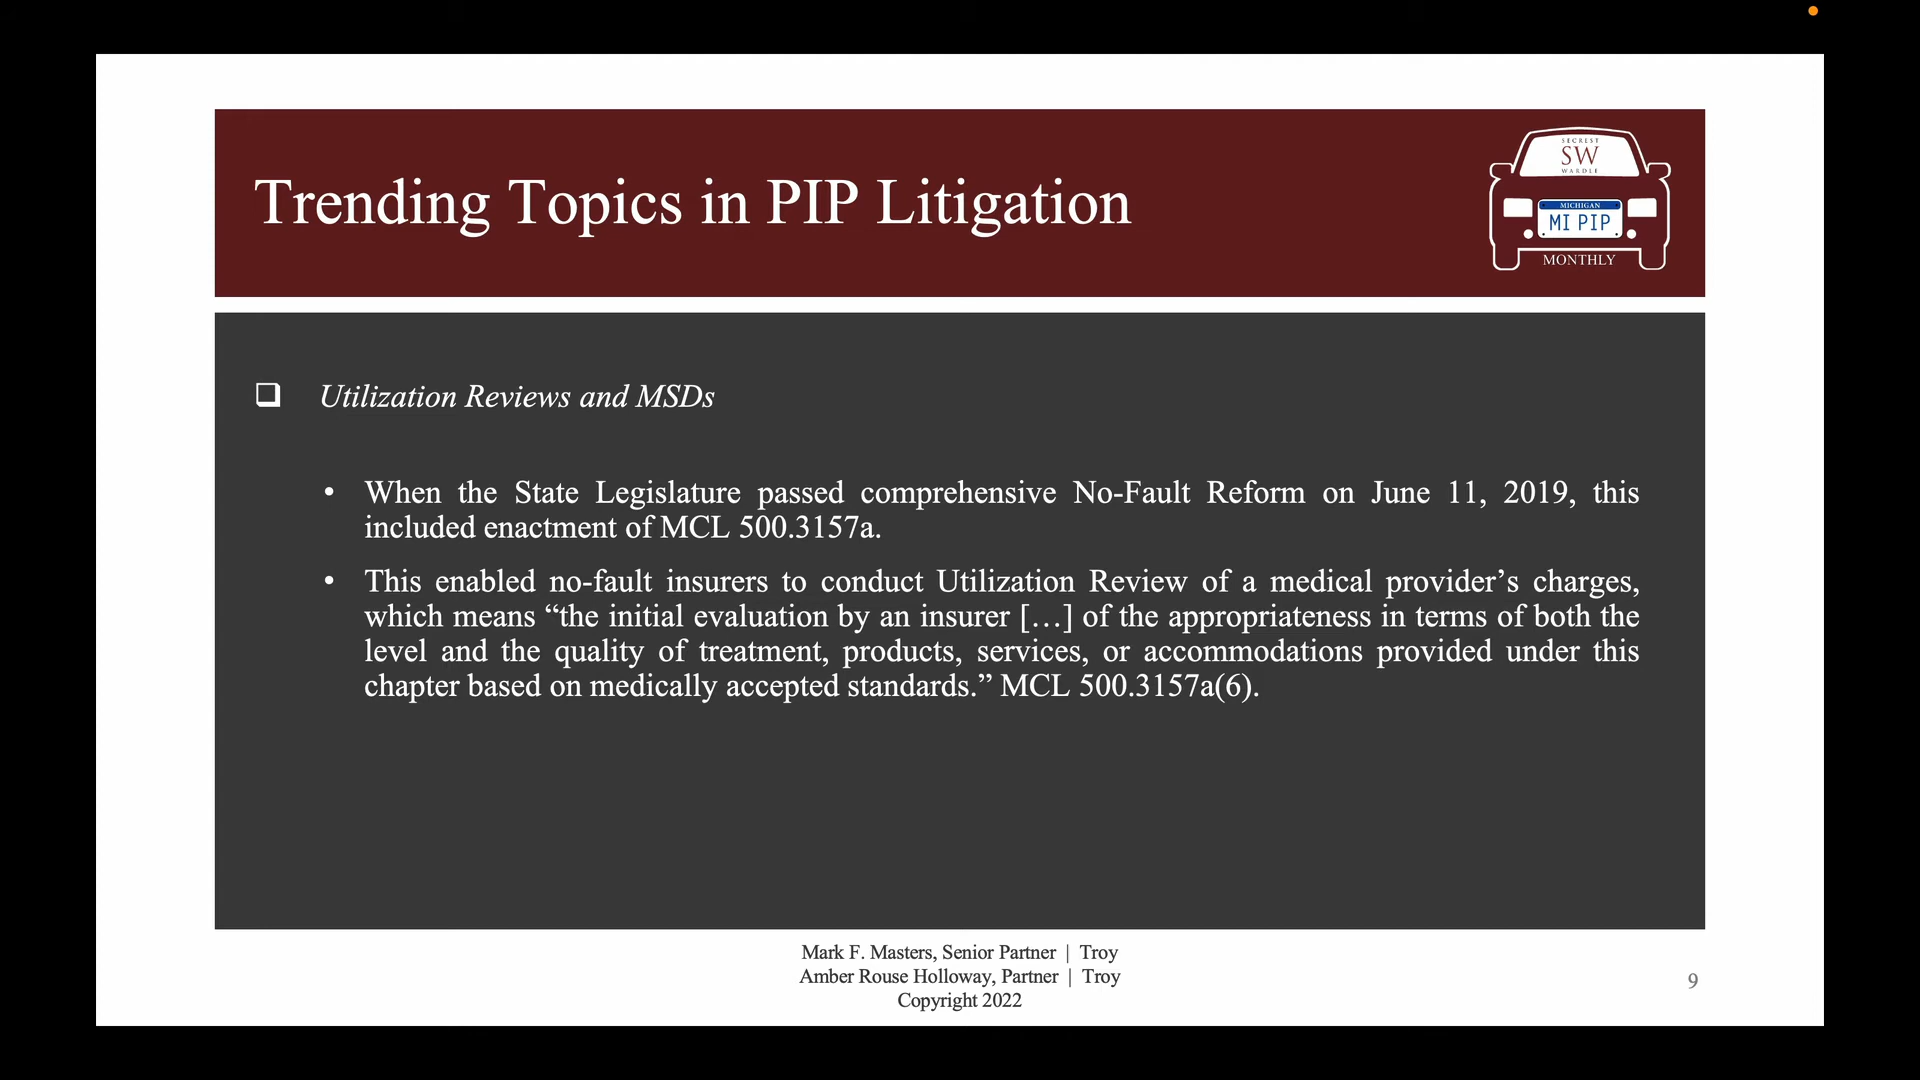 Trending Topics in PIP Litigation
SECREST
SW
WARDLE
MICHIGAN
MI PIP
MONTHLY
❑ Utilization Reviews and MSDs
• When the State Legislature passed comprehensive No-Fault Reform on June 11, 2019, this
included enactment of MCL 500.3157a.
• This enabled no-fault insurers to conduct Utilization Review of a medical provider’s charges,
which means “the initial evaluation by an insurer […] of the appropriateness in terms of both the
level and the quality of treatment, products, services, or accommodations provided under this
chapter based on medically accepted standards.” MCL 500.3157a(6).
Mark F. Masters, Senior Partner | Troy
Amber Rouse Holloway, Partner | Troy
Copyright 2022
9